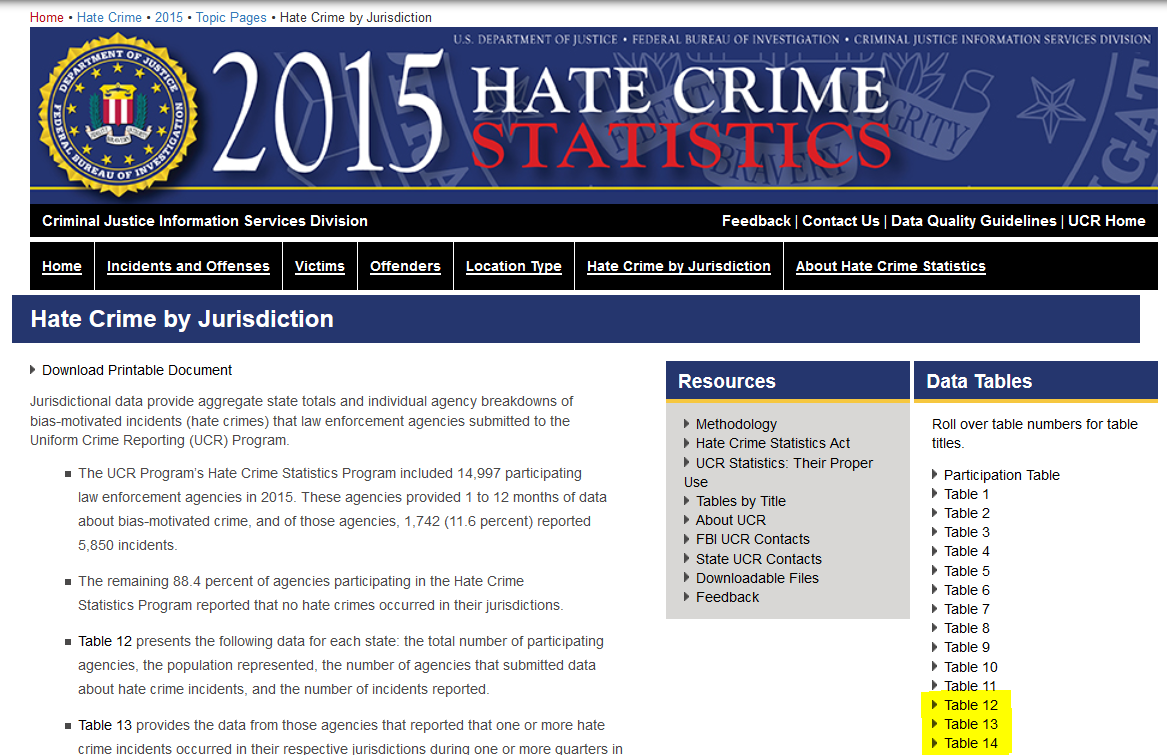 Home • Hate Crime • 2015 • Topic Pages • Hate Crime by Jurisdiction
U.S. DEPARTMENT OF JUSTICE • FEDERAL BUREAU OF INVESTIGATION • CRIMINAL JUSTICE INFORMATION SERVICES DIVISION
DEPARTMENT OF JUSTICE
FEDERAL BUREAU OF INVESTIGATION
2015 HATE CRIME
STATISTICS
FIDELITY
BRAVERY
INTEGRITY
Criminal Justice Information Services Division
Feedback | Contact Us | Data Quality Guidelines | UCR Home
Home
Incidents and Offenses
Victims
Offenders
Location Type
Hate Crime by Jurisdiction
About Hate Crime Statistics
Hate Crime by Jurisdiction
Download Printable Document
Jurisdictional data provide aggregate state totals and individual agency breakdowns of
bias-motivated incidents (hate crimes) that law enforcement agencies submitted to the
Uniform Crime Reporting (UCR) Program.
The UCR Program's Hate Crime Statistics Program included 14,997 participating
law enforcement agencies in 2015. These agencies provided 1 to 12 months of data
about bias-motivated crime, and of those agencies, 1,742 (11.6 percent) reported
5,850 incidents.
The remaining 88.4 percent of agencies participating in the Hate Crime
Statistics Program reported that no hate crimes occurred in their jurisdictions.
Table 12 presents the following data for each state: the total number of participating
agencies, the population represented, the number of agencies that submitted data
about hate crime incidents, and the number of incidents reported.
Table 13 provides the data from those agencies that reported that one or more hate
crime incidents occurred in their respective jurisdictions during one or more quarters in
Resources
Methodology
Hate Crime Statistics Act
UCR Statistics: Their Proper
Use
Tables by Title
About UCR
FBI UCR Contacts
State UCR Contacts
Downloadable Files
Feedback
Data Tables
Roll over table numbers for table
titles.
Participation Table
Table 1
Table 2
Table 3
Table 4
Table 5
Table 6
Table 7
Table 8
Table 9
Table 10
Table 11
Table 12
Table 13
Table 14